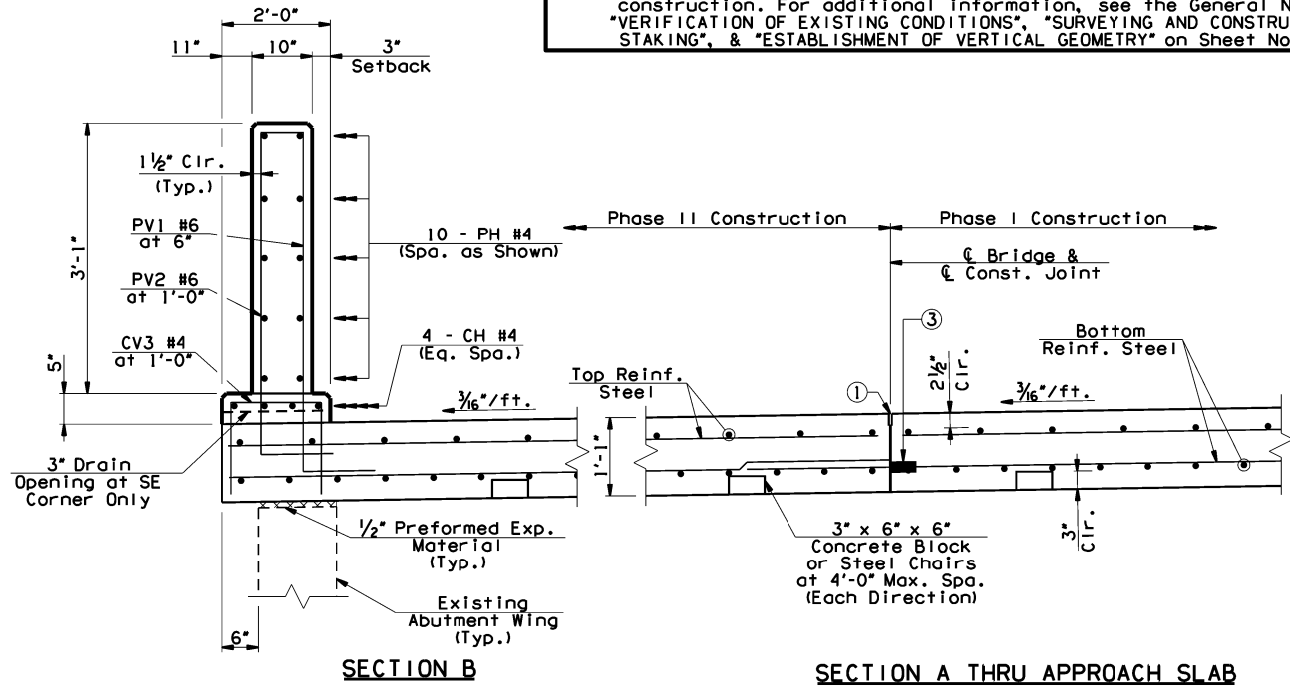 construction. For additional information, see the General N
"VERIFICATION OF EXISTING CONDITIONS", "SURVEYING AND CONSTRU
STAKING", & "ESTABLISHMENT OF VERTICAL GEOMETRY" on Sheet No
2'-0"
11"
10"
3"
Setback
1½" Clr.
(Typ.)
PV1 #6
at 6"
3'-1"
PV2 #6
at 1'-0"
CV3 #4
at 1'-0"
5"
10 - PH #4
(Spa. as Shown)
4 - CH #4
(Eq. Spa.)
3/16"/ft.
3" Drain
Opening at SE
Corner Only
½" Preformed Exp.
Material
(Typ.)
Existing
Abutment Wing
(Typ.)
6"
SECTION B
Phase II Construction
Phase I Construction
℄ Bridge &
℄ Const. Joint
3
1
Top Reinf.
Steel
2½"
Clr.
Bottom
Reinf. Steel
3/16"/ft.
1'-1"
3" x 6" x 6"
Concrete Block
or Steel Chairs
at 4'-0" Max. Spa.
(Each Direction)
3"
Clr.
SECTION A THRU APPROACH SLAB